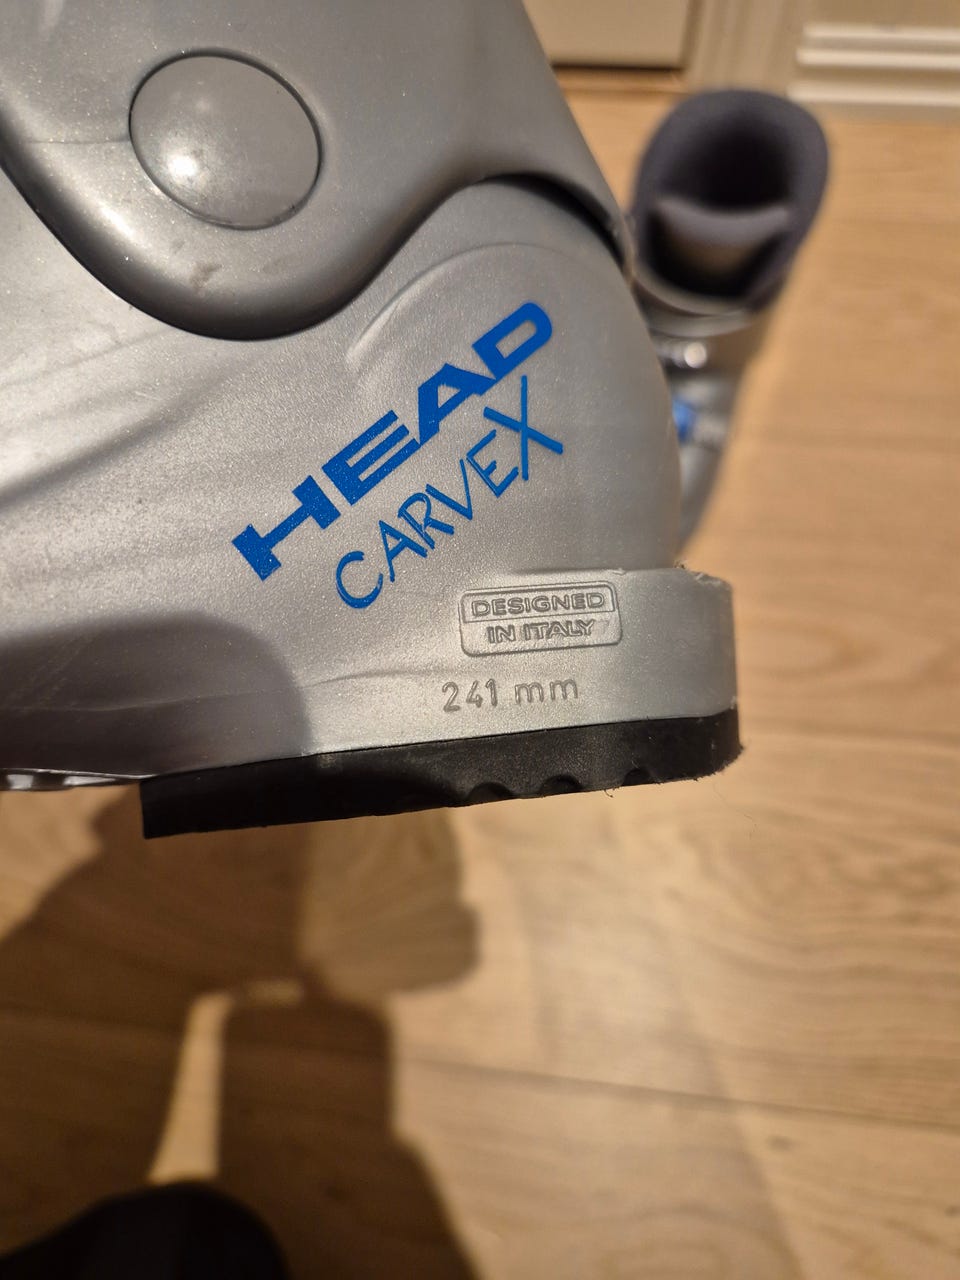 HEAD
CARVEX
DESIGNED
IN ITALY
241 mm